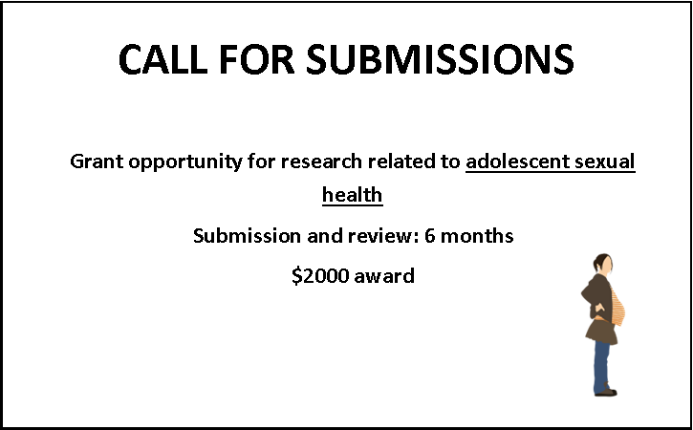 CALL FOR SUBMISSIONS
Grant opportunity for research related to adolescent sexual
health
Submission and review: 6 months
$2000 award